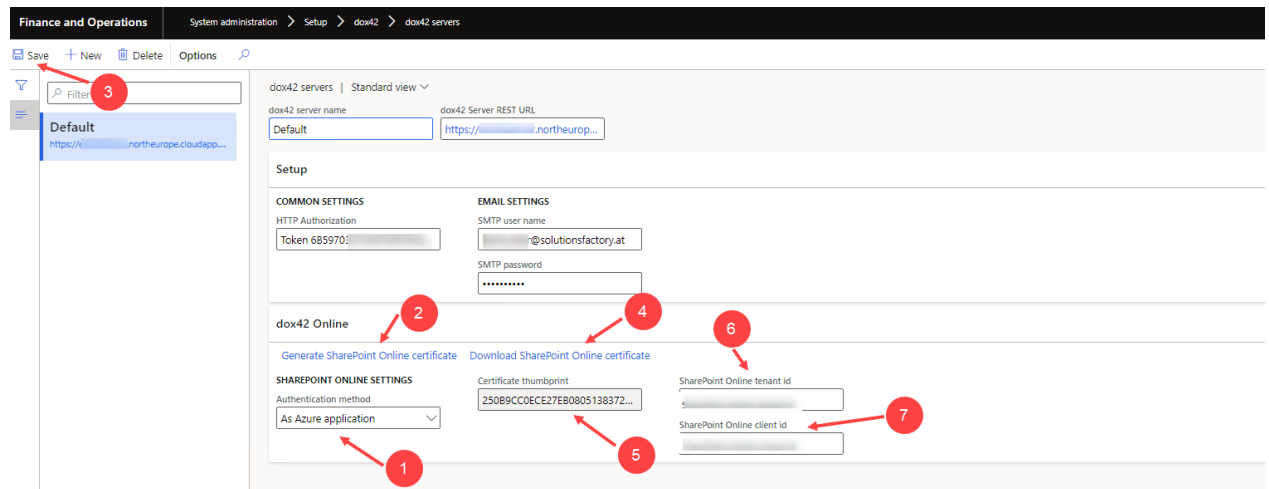 Finance and Operations System administration > Setup > dox42 > dox42 servers
Save + New Delete Options
3
Filter
Default
https:// .northeurope.cloudapp....
dox42 servers | Standard view
dox42 server name dox42 Server REST URL
Default https:// .northeurop...
Setup
COMMON SETTINGS EMAIL SETTINGS
HTTP Authorization SMTP user name
Token 6B5970 r@solutionsfactory.at
SMTP password
••••••••••
dox42 Online
2 4 6
Generate SharePoint Online certificate Download SharePoint Online certificate
SHAREPOINT ONLINE SETTINGS Certificate thumbprint SharePoint Online tenant id
Authentication method 250B9CC0ECE27EB0805138372...
As Azure application SharePoint Online client id
7
5
1